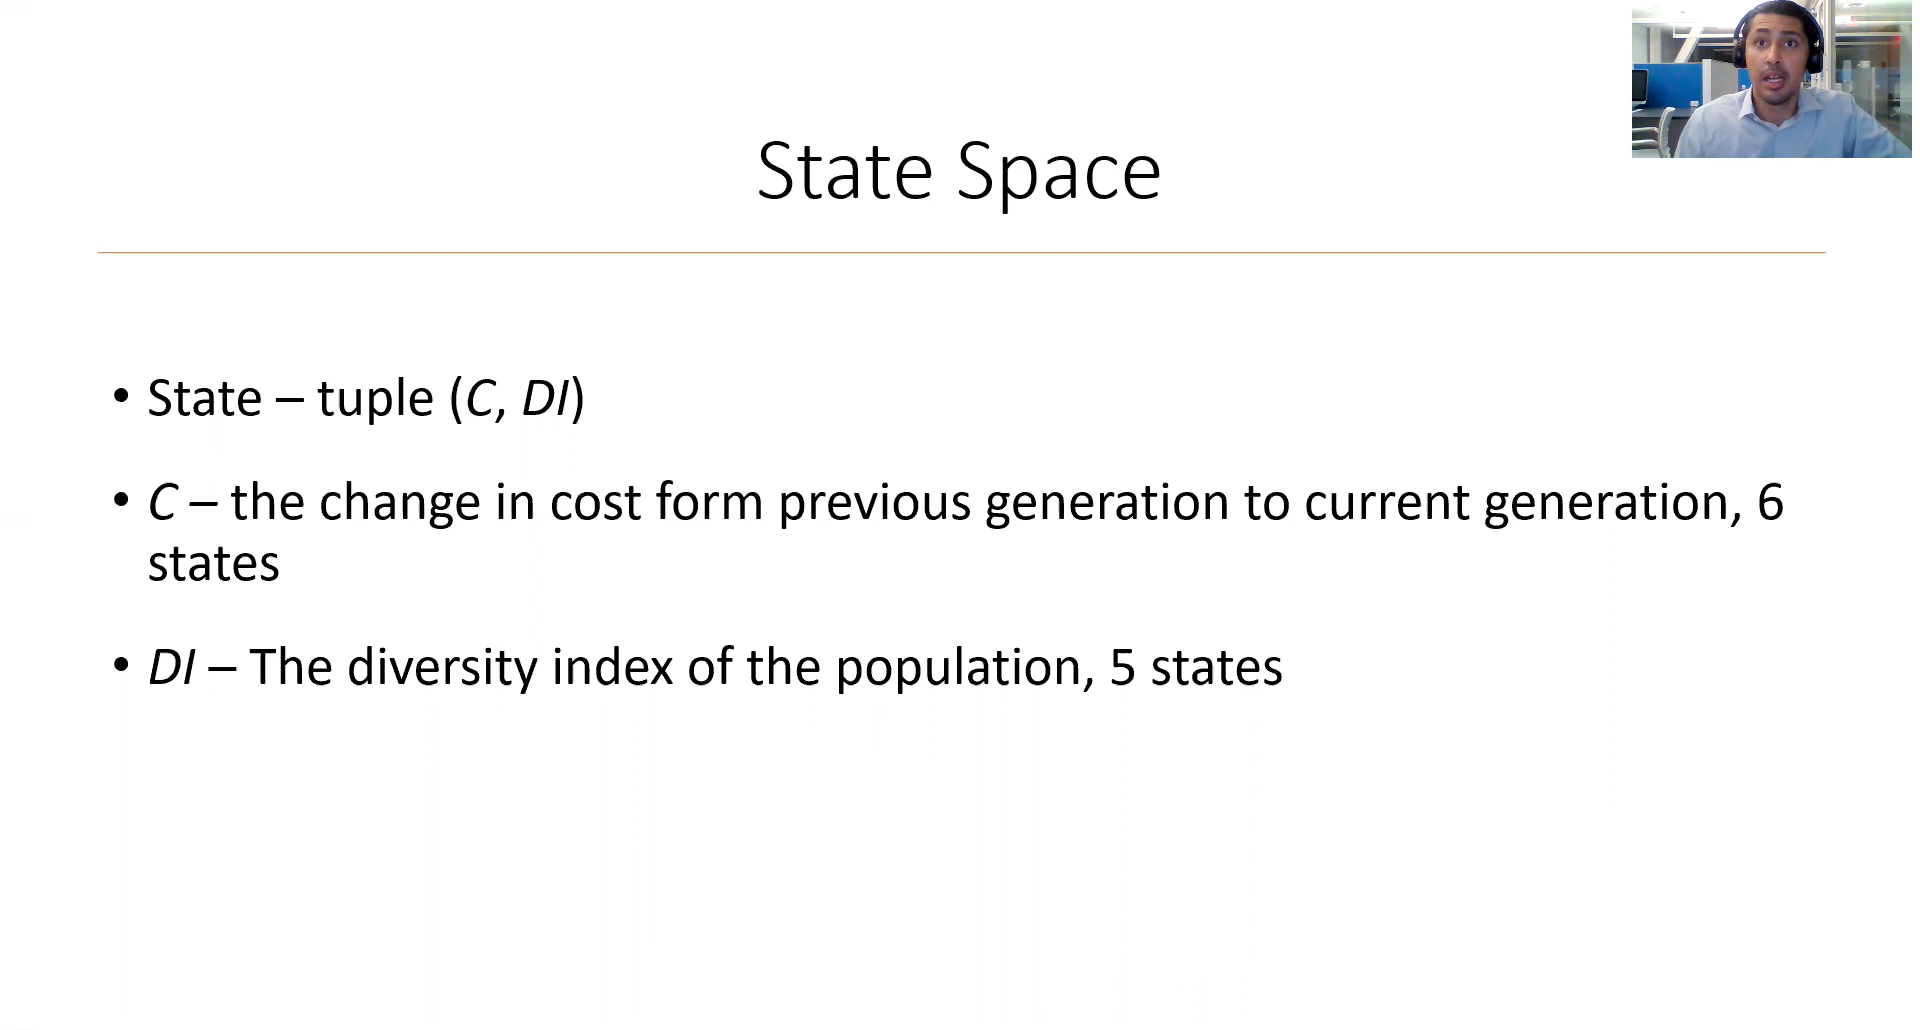 State Space
• State – tuple (C, DI)
• C – the change in cost form previous generation to current generation, 6
states
• DI – The diversity index of the population, 5 states